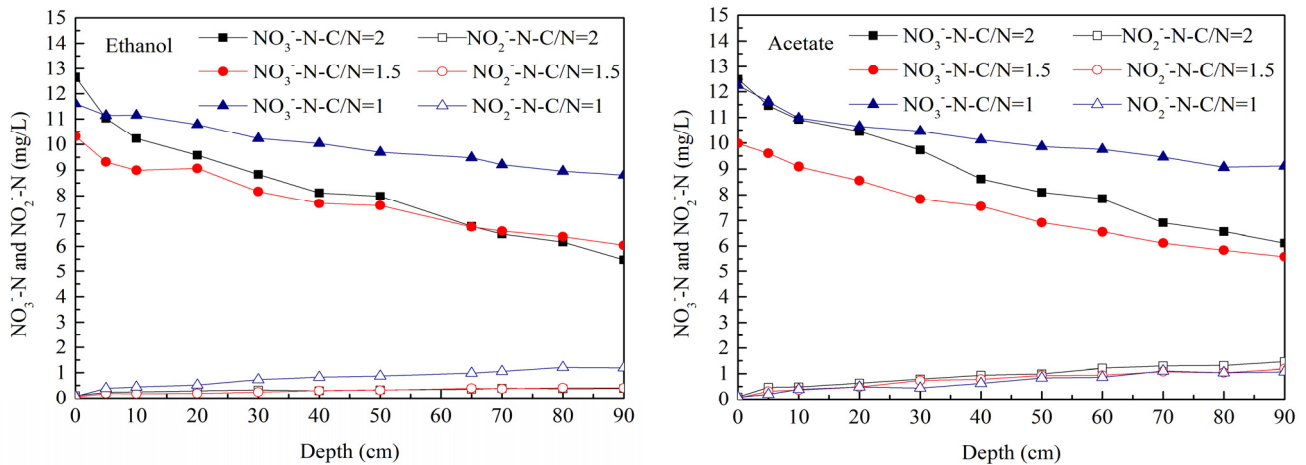 Ethanol
NO₃⁻-N-C/N=2
NO₂⁻-N-C/N=2
NO₃⁻-N-C/N=1.5
NO₂⁻-N-C/N=1.5
NO₃⁻-N-C/N=1
NO₂⁻-N-C/N=1
NO₃⁻-N and NO₂⁻-N (mg/L)
15
14
13
12
11
10
9
8
7
6
5
4
3
2
1
0
0 10 20 30 40 50 60 70 80 90
Depth (cm)
Acetate
NO₃⁻-N-C/N=2
NO₂⁻-N-C/N=2
NO₃⁻-N-C/N=1.5
NO₂⁻-N-C/N=1.5
NO₃⁻-N-C/N=1
NO₂⁻-N-C/N=1
NO₃⁻-N and NO₂⁻-N (mg/L)
15
14
13
12
11
10
9
8
7
6
5
4
3
2
1
0
0 10 20 30 40 50 60 70 80 90
Depth (cm)